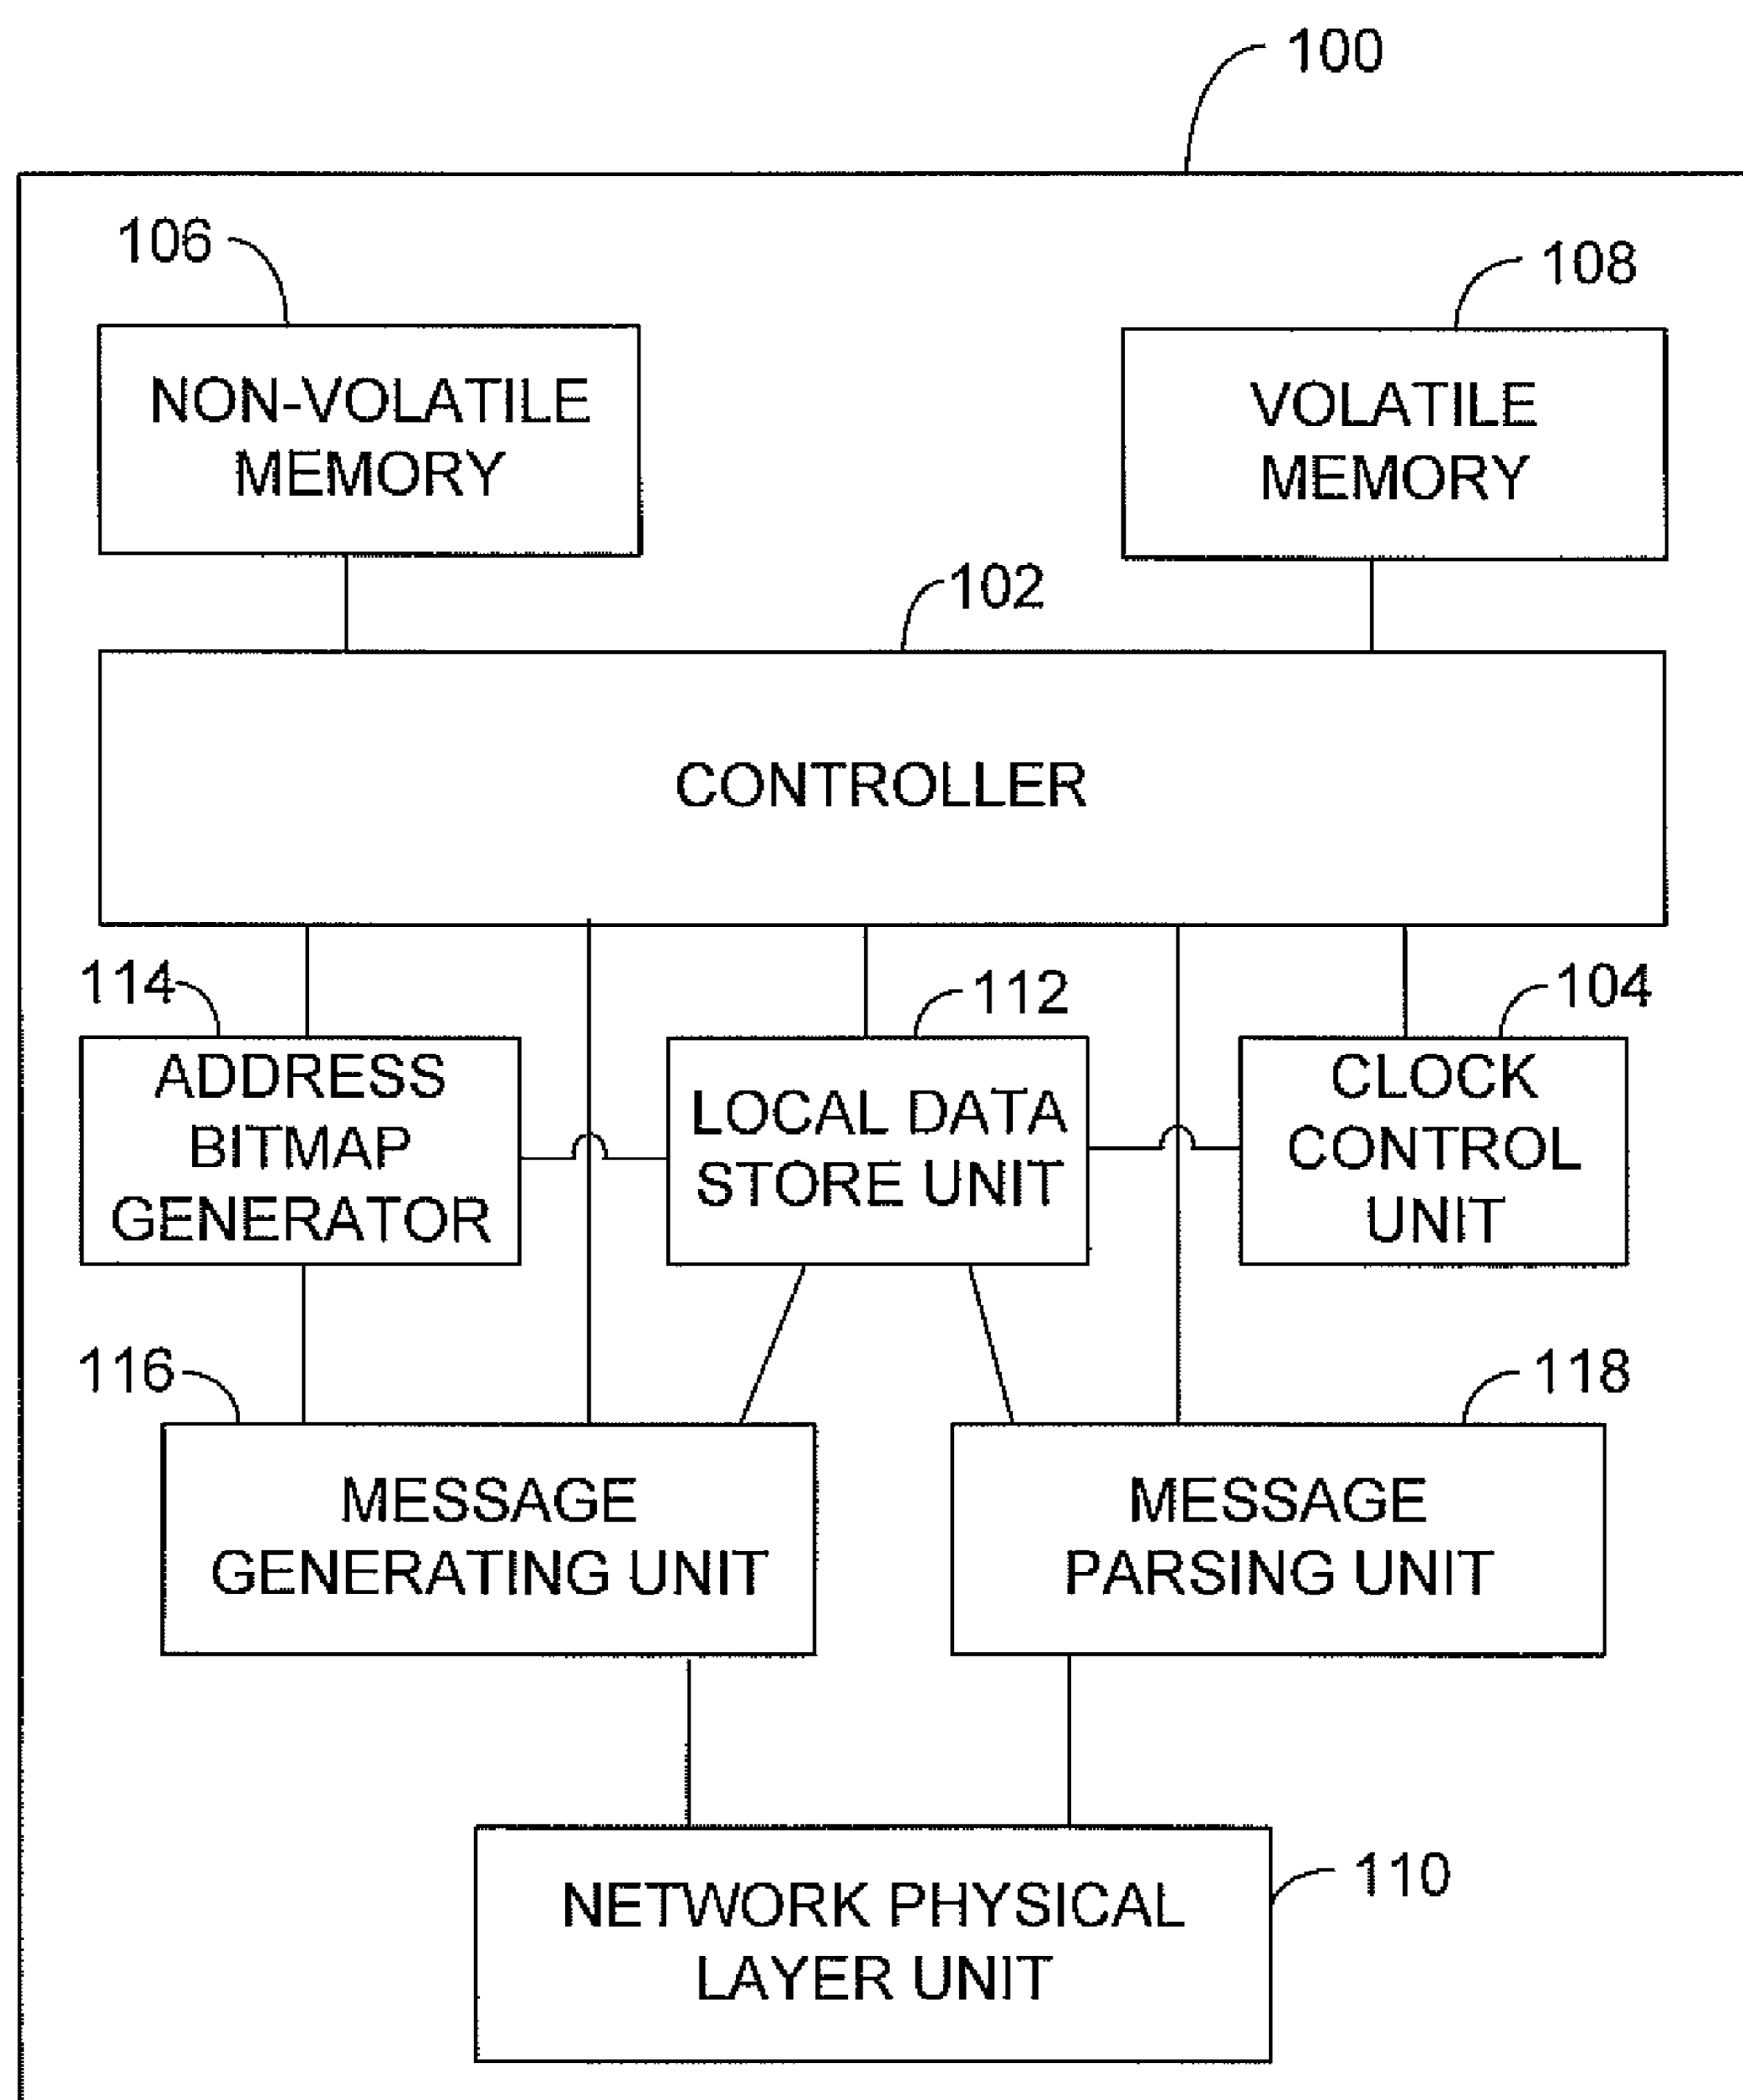 100
106
108
NON-VOLATILE
MEMORY
VOLATILE
MEMORY
102
CONTROLLER
114
112
104
ADDRESS
BITMAP
GENERATOR
LOCAL DATA
STORE UNIT
CLOCK
CONTROL
UNIT
116
118
MESSAGE
GENERATING UNIT
MESSAGE
PARSING UNIT
110
NETWORK PHYSICAL
LAYER UNIT